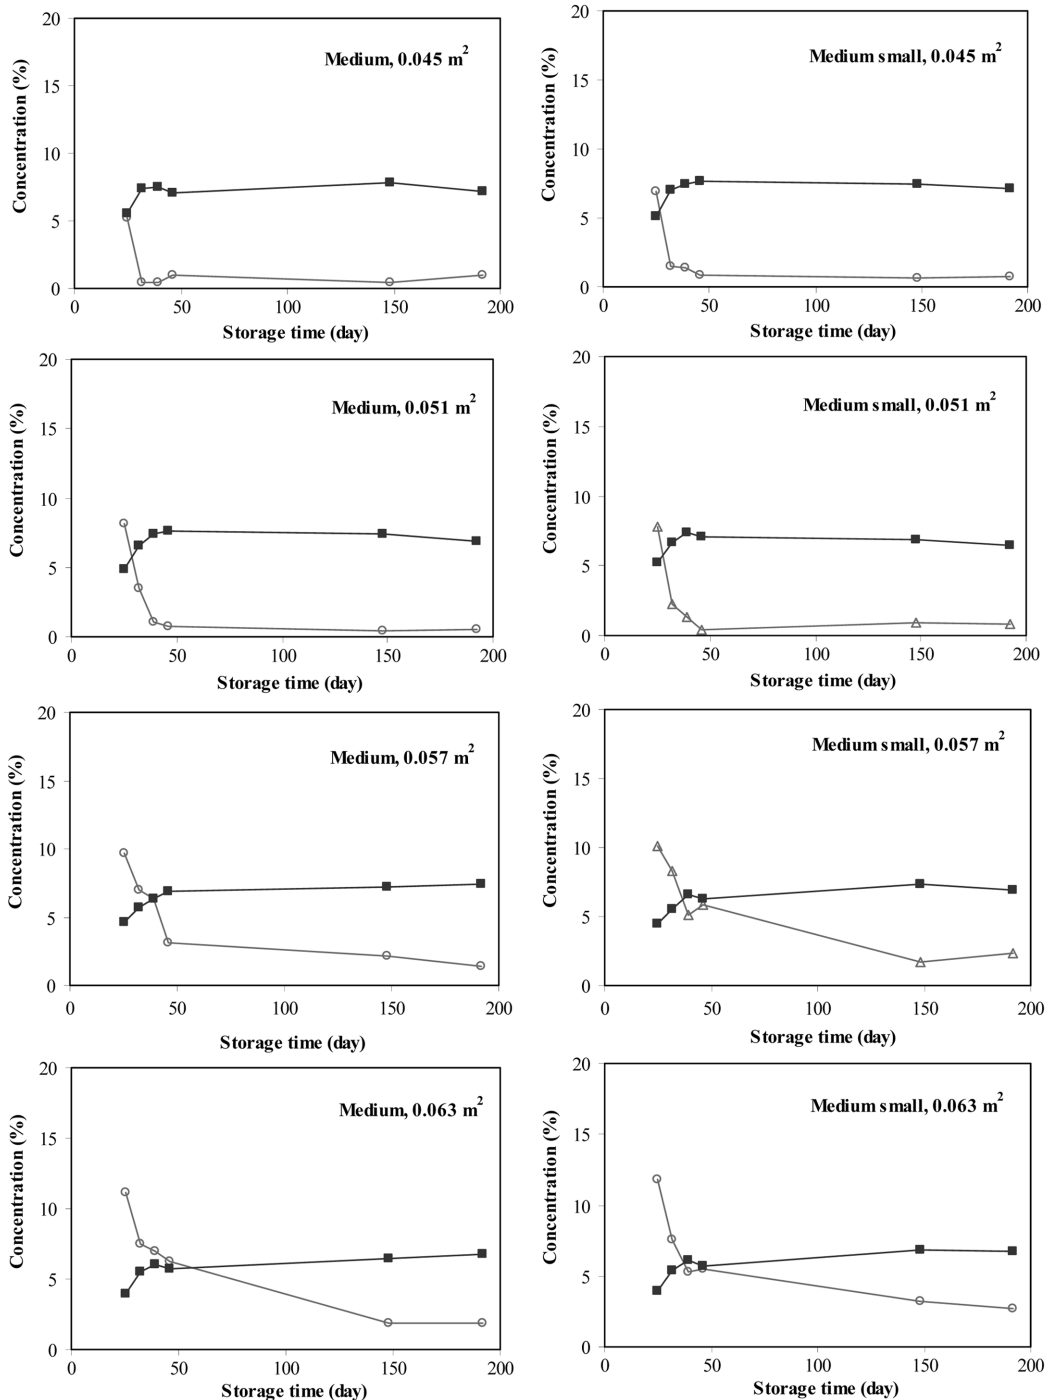 Medium, 0.045 m2
Concentration (%)
20
15
10
5
0
0 50 100 150 200
Storage time (day)
Medium small, 0.045 m2
Concentration (%)
20
15
10
5
0
0 50 100 150 200
Storage time (day)
Medium, 0.051 m2
Concentration (%)
20
15
10
5
0
0 50 100 150 200
Storage time (day)
Medium small, 0.051 m2
Concentration (%)
20
15
10
5
0
0 50 100 150 200
Storage time (day)
Medium, 0.057 m2
Concentration (%)
20
15
10
5
0
0 50 100 150 200
Storage time (day)
Medium small, 0.057 m2
Concentration (%)
20
15
10
5
0
0 50 100 150 200
Storage time (day)
Medium, 0.063 m2
Concentration (%)
20
15
10
5
0
0 50 100 150 200
Storage time (day)
Medium small, 0.063 m2
Concentration (%)
20
15
10
5
0
0 50 100 150 200
Storage time (day)